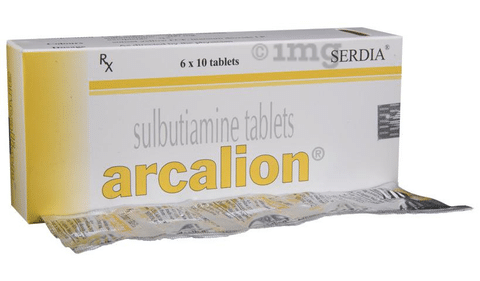 ©1mg
Rx
6 x 10 tablets
SERDIA®
sulbutiamine tablets
arcalion®